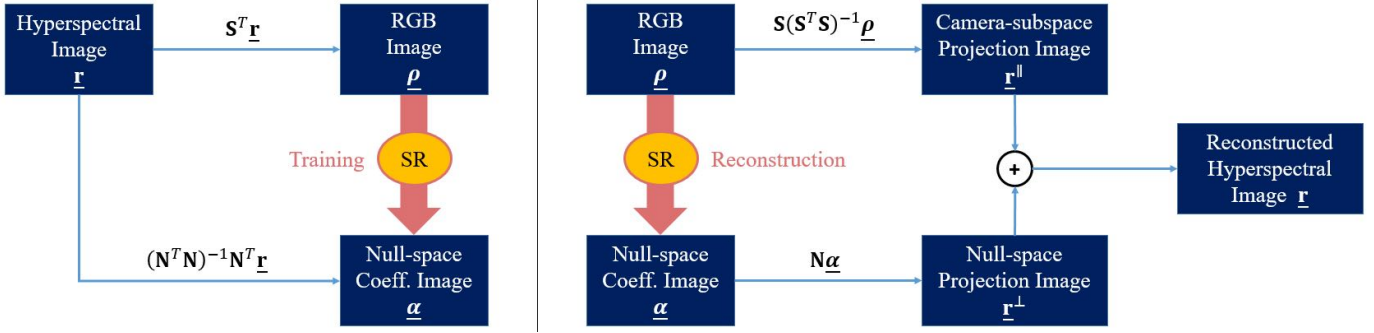 Hyperspectral
Image
r
Sᵀr
RGB
Image
ρ
Training
SR
(NᵀN)⁻¹Nᵀr
Null-space
Coeff. Image
α
RGB
Image
ρ
S(SᵀS)⁻¹ρ
Camera-subspace
Projection Image
r∥
SR
Reconstruction
+
Reconstructed
Hyperspectral
Image r
Null-space
Coeff. Image
α
Nα
Null-space
Projection Image
r⊥